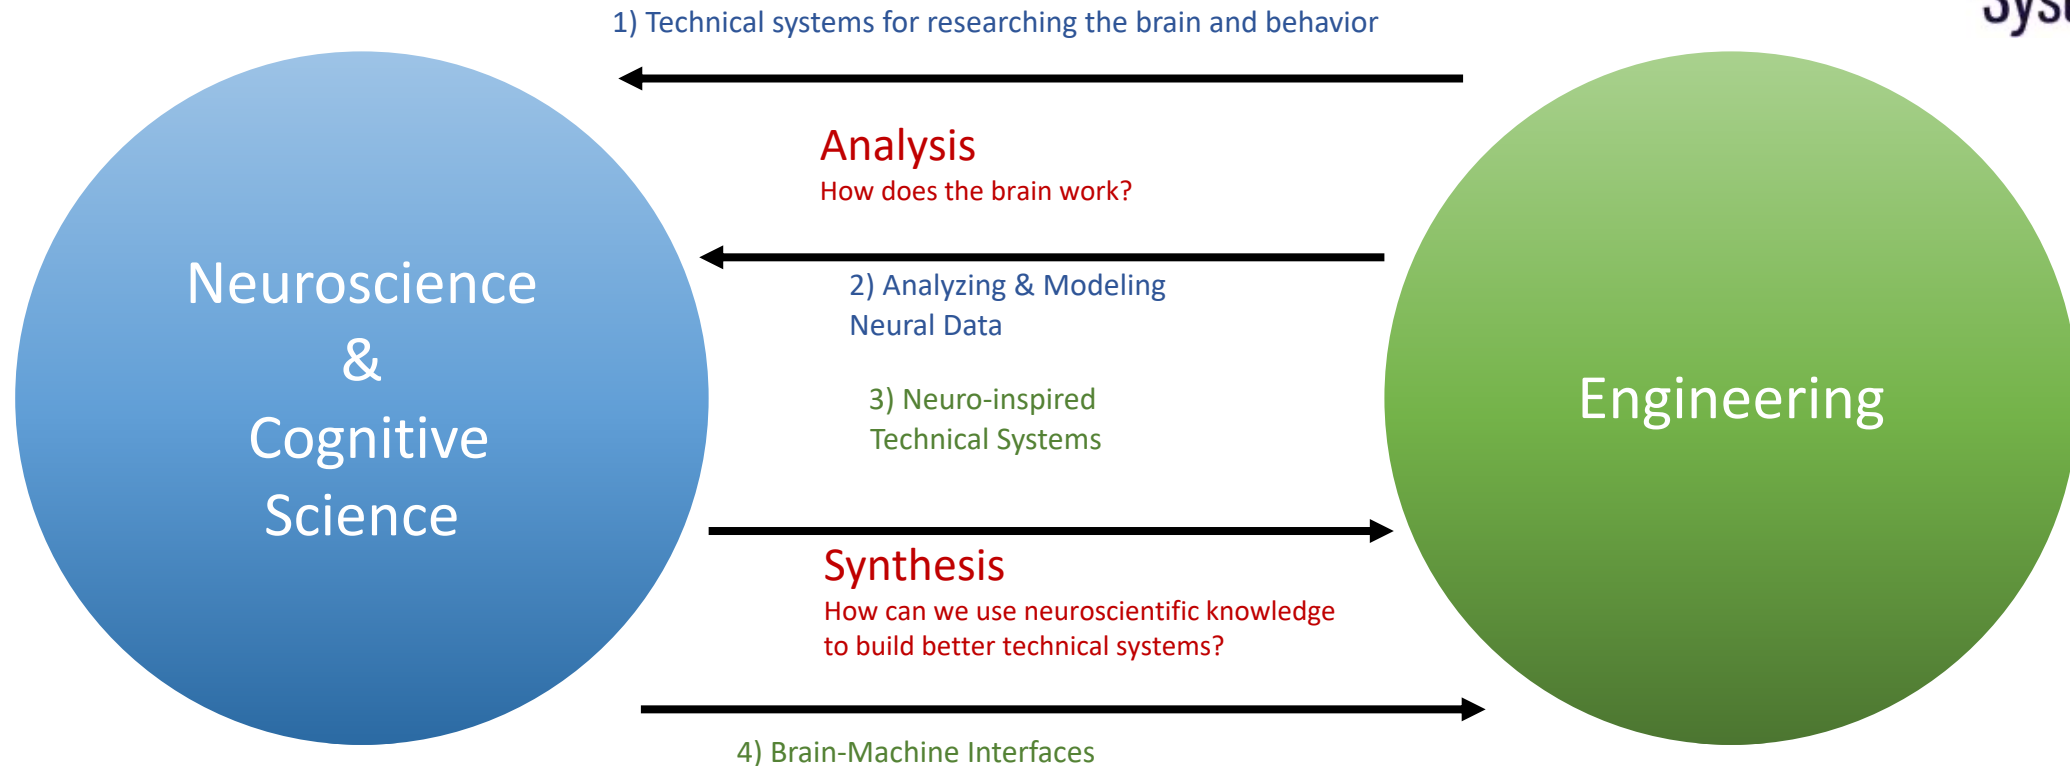 1) Technical systems for researching the brain and behavior
Analysis
How does the brain work?
Neuroscience
&
Cognitive
Science
2) Analyzing & Modeling
Neural Data
3) Neuro-inspired
Technical Systems
Engineering
Synthesis
How can we use neuroscientific knowledge
to build better technical systems?
4) Brain-Machine Interfaces